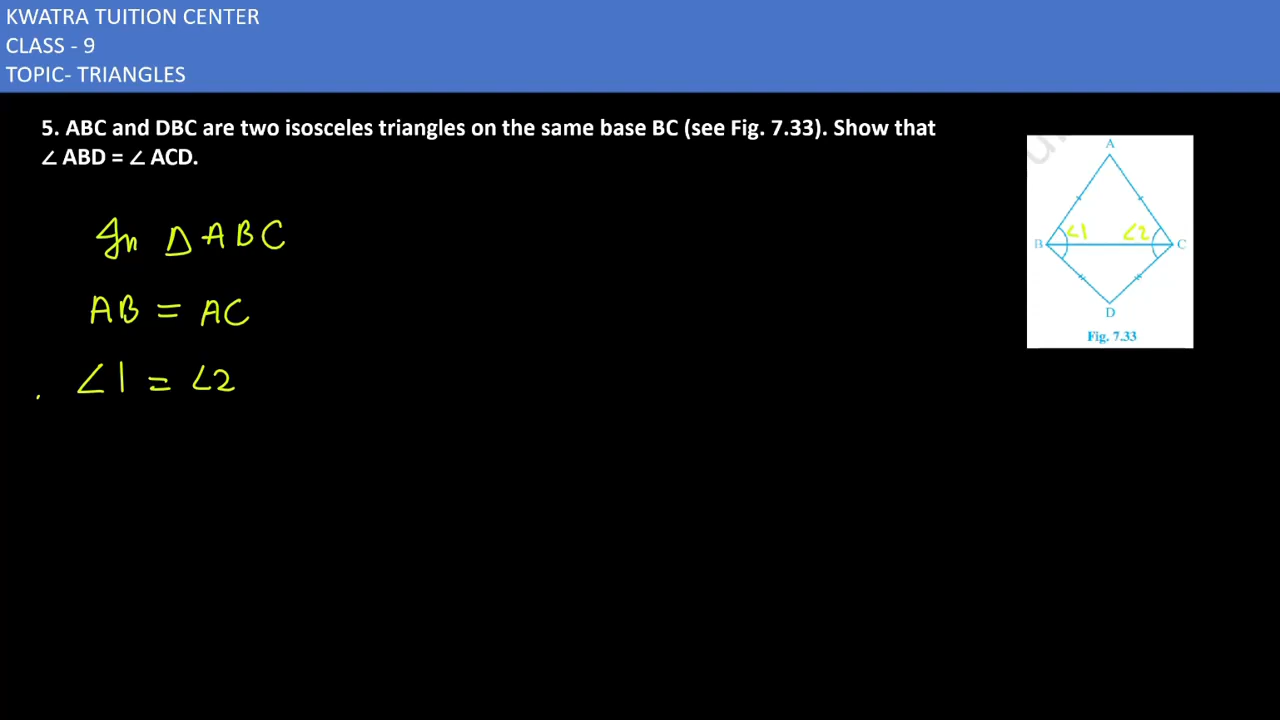 KWATRA TUITION CENTER
CLASS - 9
TOPIC- TRIANGLES
5. ABC and DBC are two isosceles triangles on the same base BC (see Fig. 7.33). Show that
∠ ABD = ∠ ACD.
In Δ ABC
AB = AC
∠1 = ∠2
A
∠1 ∠2
B C
D
Fig. 7.33